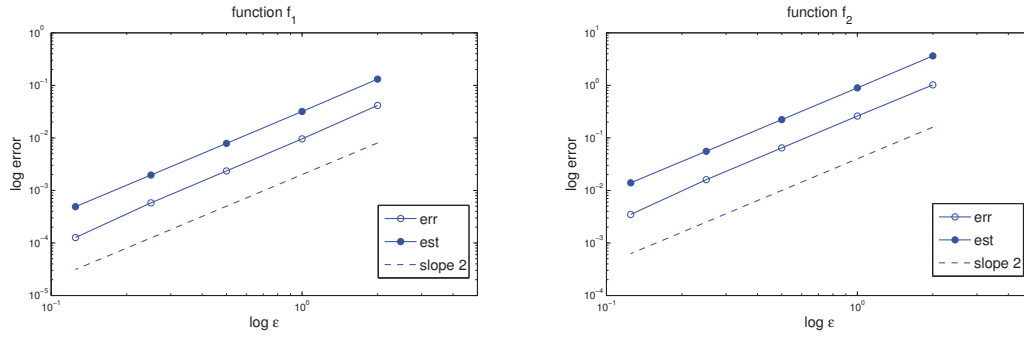 function f1
10^0
10^-1
10^-2
10^-3
10^-4
10^-5
log error
10^-1
10^0
log ε
err
est
slope 2
function f2
10^1
10^0
10^-1
10^-2
10^-3
10^-4
log error
10^-1
10^0
log ε
err
est
slope 2